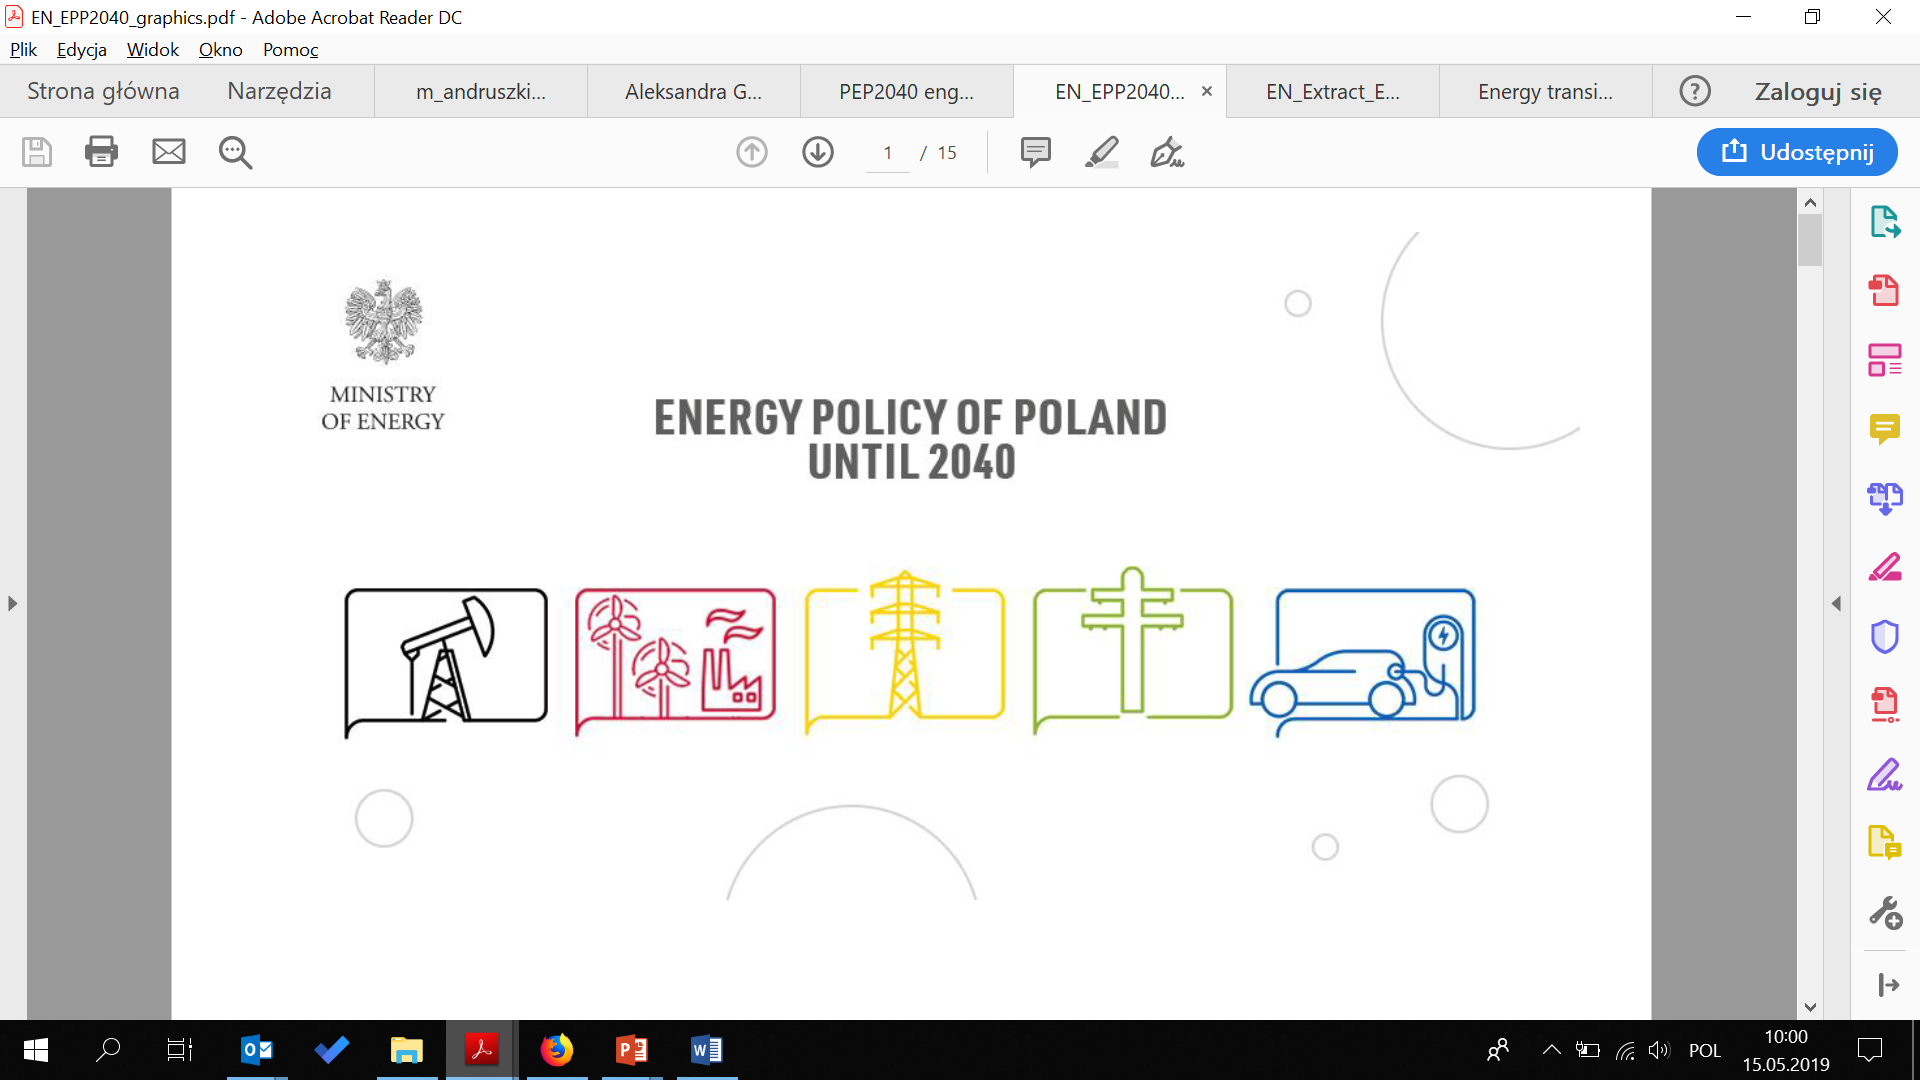 EN_EPP2040_graphics.pdf - Adobe Acrobat Reader DC
Plik Edycja Widok Okno Pomoc
Strona główna Narzędzia m_andruszki... Aleksandra G... PEP2040 eng... EN_EPP2040... × EN_Extract_E... Energy transi... ? Zaloguj się
1 / 15 Udostępnij
MINISTRY
OF ENERGY
ENERGY POLICY OF POLAND
UNTIL 2040
POL 10:00
15.05.2019